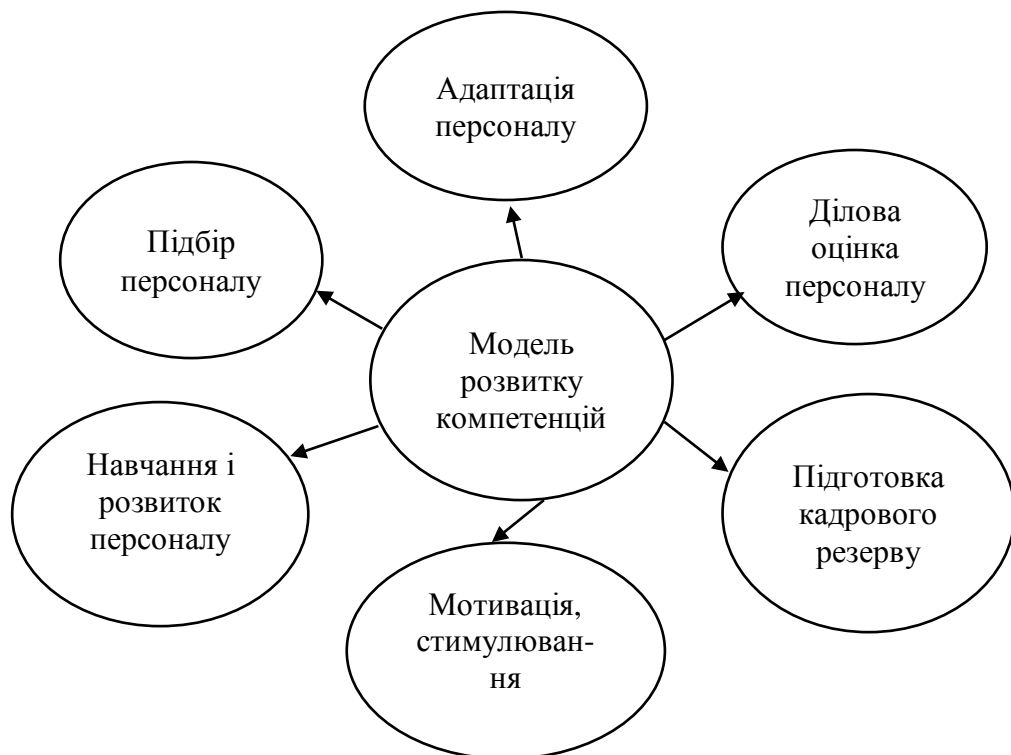 Адаптація
персоналу
Підбір
персоналу
Ділова
оцінка
персоналу
Модель
розвитку
компетенцій
Навчання і
розвиток
персоналу
Підготовка
кадрового
резерву
Мотивація,
стимулюван-
ня